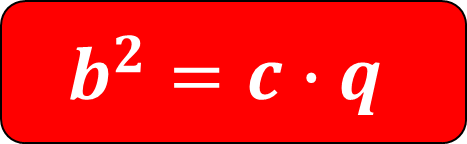 b² = c · q